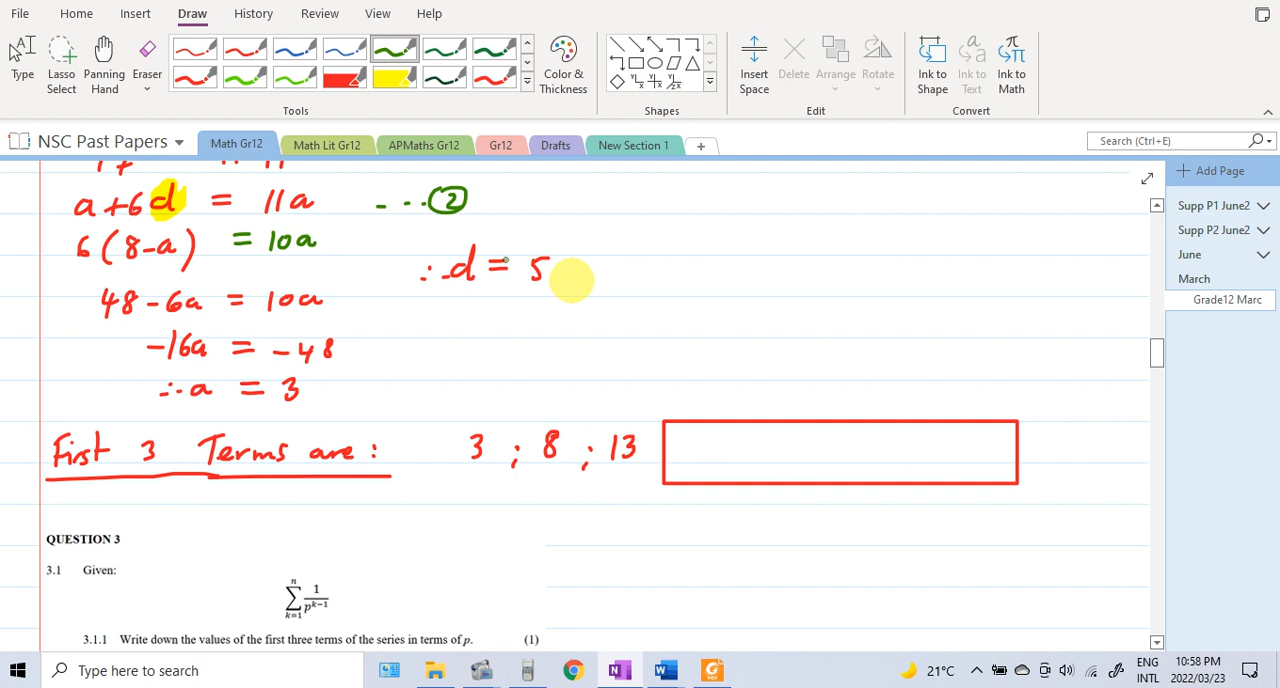 File Home Insert Draw History Review View Help
Type Lasso Select Panning Hand Eraser Color & Thickness Insert Space Delete Arrange Rotate Ink to Shape Ink to Text Ink to Math
Tools Shapes Edit Convert
NSC Past Papers Math Gr12 Math Lit Gr12 APMaths Gr12 Gr12 Drafts New Section 1 Search (Ctrl+E)
Add Page
Supp P1 June2
Supp P2 June2
June
March
Grade12 Marc
a + 6d = 11a --- ②
6(8-a) = 10a
∴ d = 5
48 - 6a = 10a
-16a = -48
∴ a = 3
First 3 Terms are: 3 ; 8 ; 13
QUESTION 3
3.1 Given:
n
∑ 1/p^(k-1)
k=1
3.1.1 Write down the values of the first three terms of the series in terms of p. (1)
Type here to search 21°C ENG INTL 10:58 PM 2022/03/23